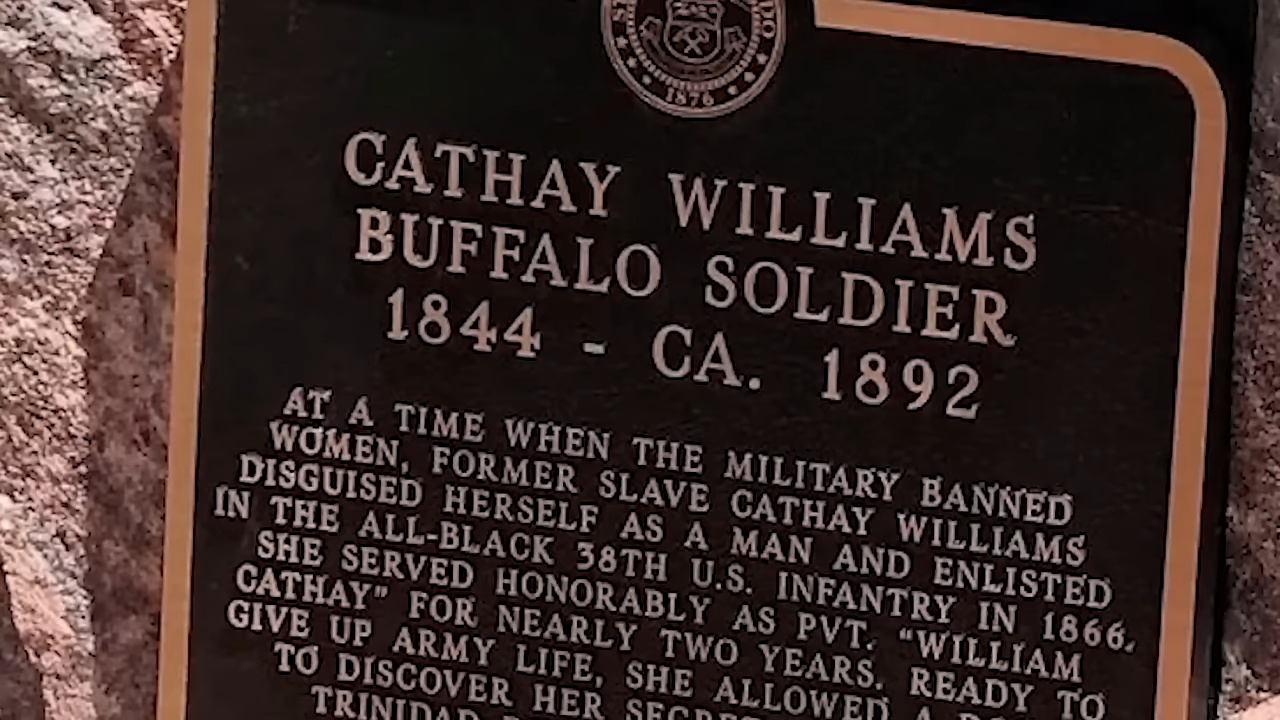 1876
CATHAY WILLIAMS
BUFFALO SOLDIER
1844 - CA. 1892
AT A TIME WHEN THE MILITARY BANNED
WOMEN, FORMER SLAVE CATHAY WILLIAMS
DISGUISED HERSELF AS A MAN AND ENLISTED
IN THE ALL-BLACK 38TH U.S. INFANTRY IN 1866.
SHE SERVED HONORABLY AS PVT. “WILLIAM
CATHAY” FOR NEARLY TWO YEARS. READY TO
GIVE UP ARMY LIFE, SHE ALLOWED A
TO DISCOVER HER
TRINIDAD